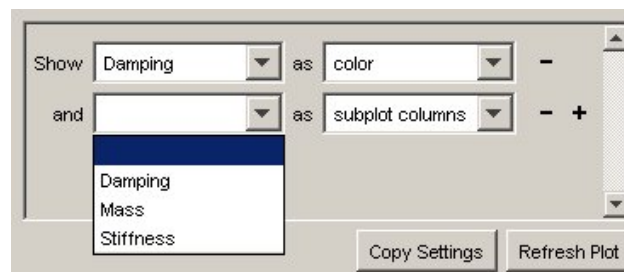 Show Damping as color −
and as subplot columns − +
Damping
Mass
Stiffness
Copy Settings Refresh Plot